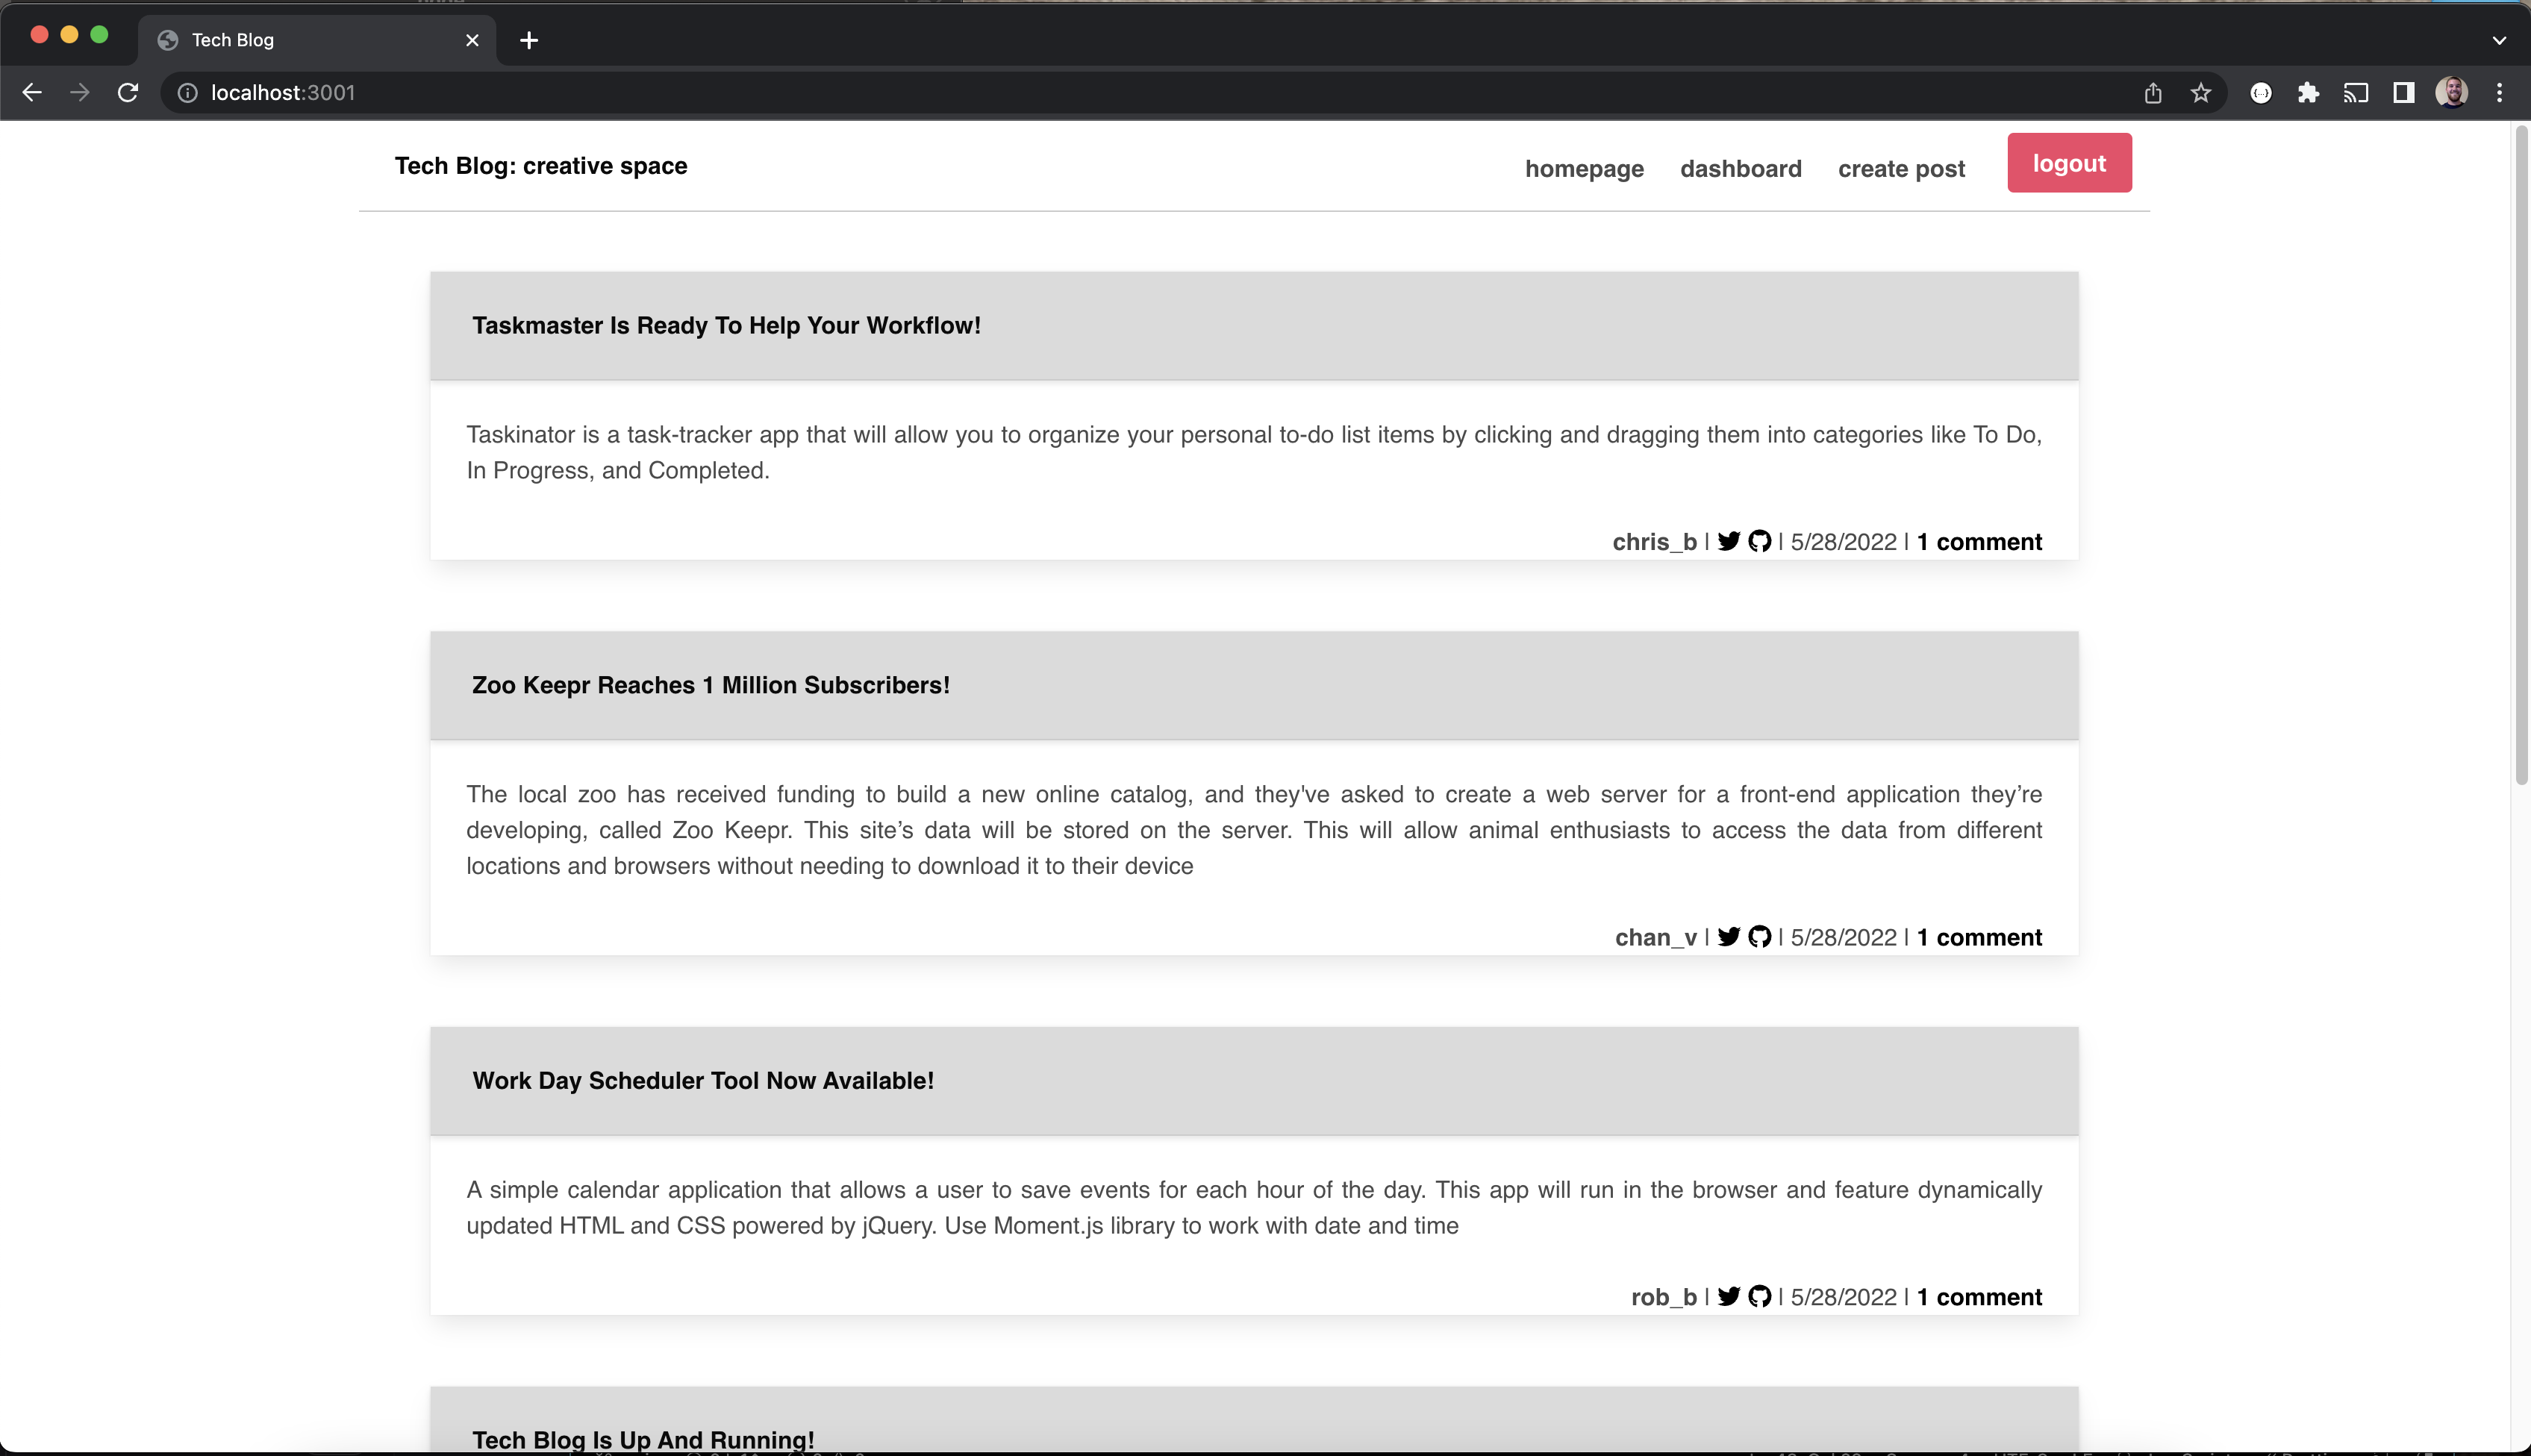 Tech Blog
localhost:3001
Tech Blog: creative space
homepage dashboard create post logout
Taskmaster Is Ready To Help Your Workflow!
Taskinator is a task-tracker app that will allow you to organize your personal to-do list items by clicking and dragging them into categories like To Do,
In Progress, and Completed.
chris_b | | 5/28/2022 | 1 comment
Zoo Keepr Reaches 1 Million Subscribers!
The local zoo has received funding to build a new online catalog, and they've asked to create a web server for a front-end application they’re
developing, called Zoo Keepr. This site’s data will be stored on the server. This will allow animal enthusiasts to access the data from different
locations and browsers without needing to download it to their device
chan_v | | 5/28/2022 | 1 comment
Work Day Scheduler Tool Now Available!
A simple calendar application that allows a user to save events for each hour of the day. This app will run in the browser and feature dynamically
updated HTML and CSS powered by jQuery. Use Moment.js library to work with date and time
rob_b | | 5/28/2022 | 1 comment
Tech Blog Is Up And Running!